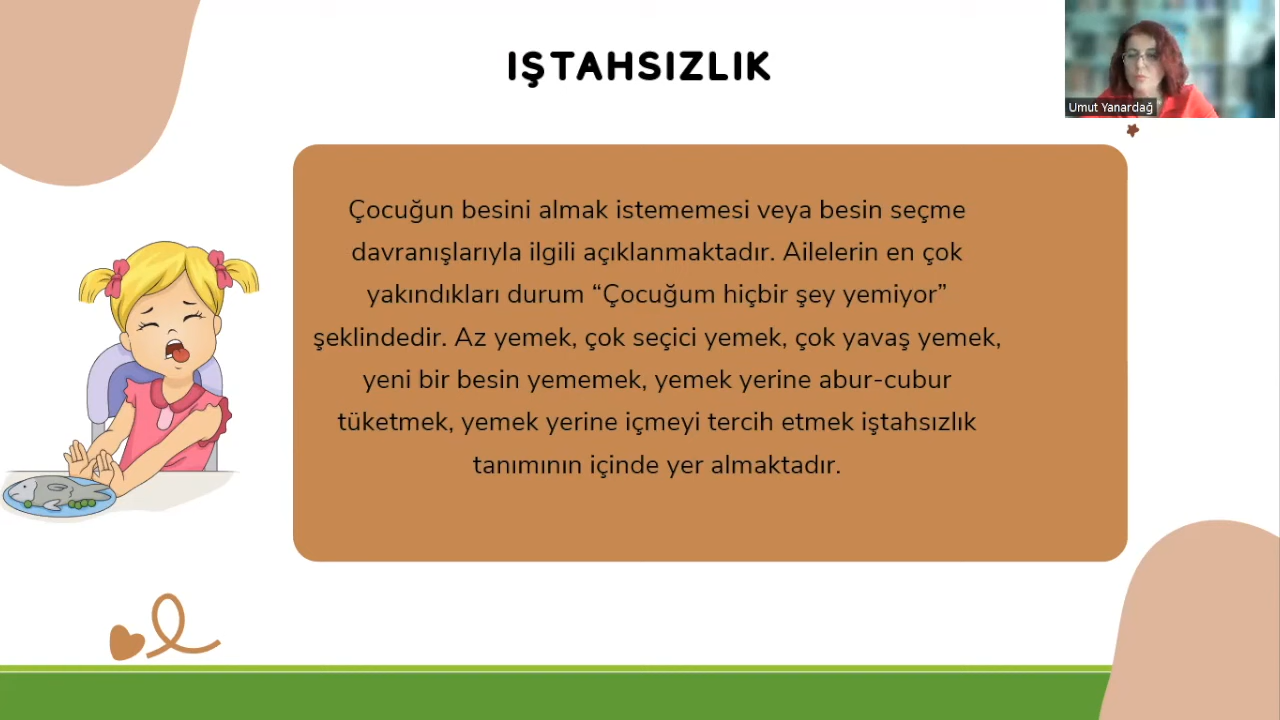 IŞTAHSIZLIK
Umut Yanardağ
Çocuğun besini almak istememesi veya besin seçme
davranışlarıyla ilgili açıklanmaktadır. Ailelerin en çok
yakındıkları durum “Çocuğum hiçbir şey yemiyor”
şeklindedir. Az yemek, çok seçici yemek, çok yavaş yemek,
yeni bir besin yememek, yemek yerine abur-cubur
tüketmek, yemek yerine içmeyi tercih etmek iştahsızlık
tanımının içinde yer almaktadır.